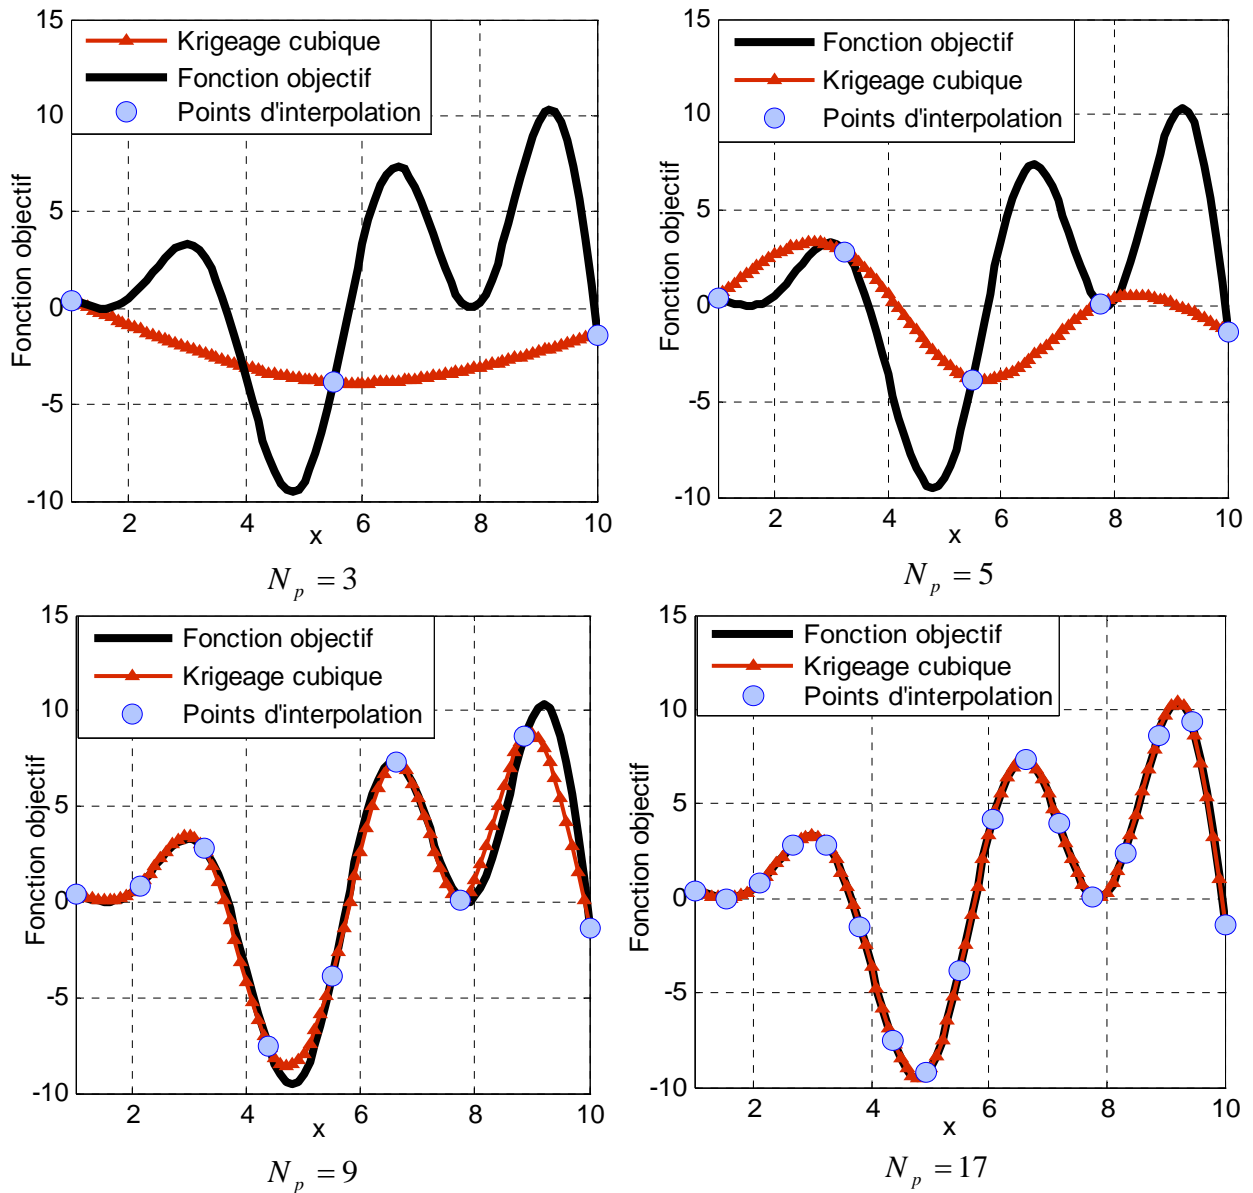 15
10
5
0
-5
-10
Fonction objectif
Krigeage cubique
Fonction objectif
Points d'interpolation
2
4
6
8
10
x
N_p = 3
15
10
5
0
-5
-10
Fonction objectif
Fonction objectif
Krigeage cubique
Points d'interpolation
2
4
6
8
10
x
N_p = 5
15
10
5
0
-5
-10
Fonction objectif
Fonction objectif
Krigeage cubique
Points d'interpolation
2
4
6
8
10
x
N_p = 9
15
10
5
0
-5
-10
Fonction objectif
Fonction objectif
Krigeage cubique
Points d'interpolation
2
4
6
8
10
x
N_p = 17